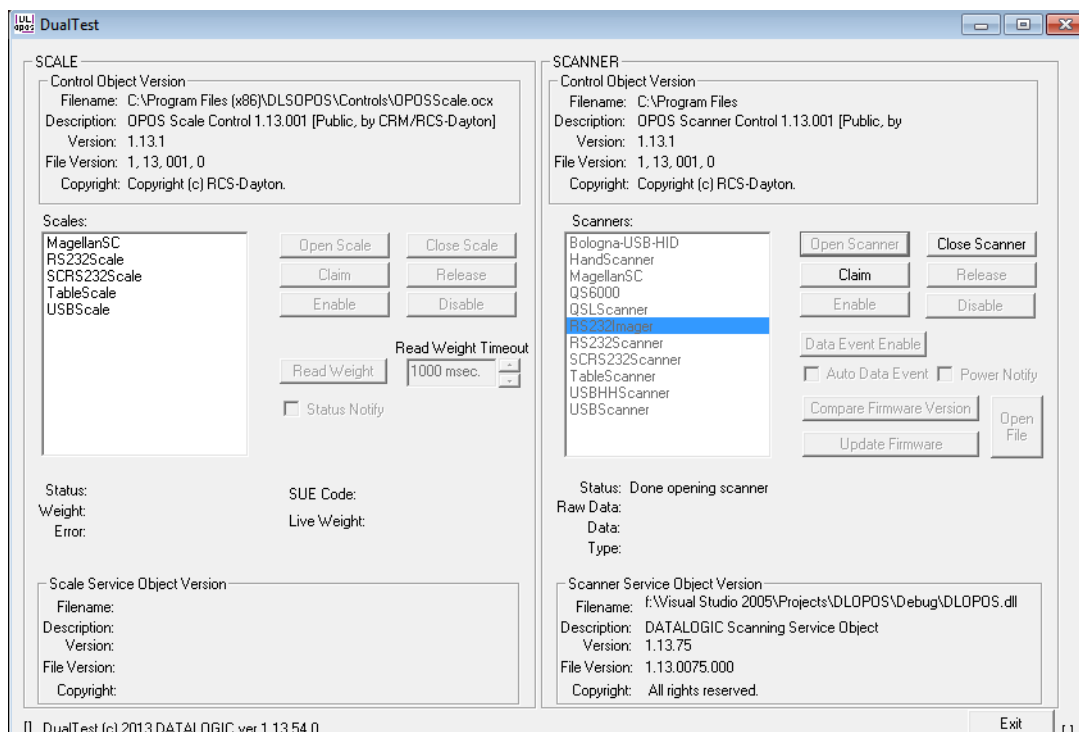 UL
opos
DualTest
SCALE
Control Object Version
Filename: C:\Program Files (x86)\DLSOPOS\Controls\OPOSScale.ocx
Description: OPOS Scale Control 1.13.001 [Public, by CRM/RCS-Dayton]
Version: 1.13.1
File Version: 1, 13, 001, 0
Copyright: Copyright (c) RCS-Dayton.
Scales:
MagellanSC
RS232Scale
SCRS232Scale
TableScale
USBScale
Open Scale Close Scale
Claim Release
Enable Disable
Read Weight Timeout
Read Weight 1000 msec.
Status Notify
Status:
Weight:
Error:
SUE Code:
Live Weight:
Scale Service Object Version
Filename:
Description:
Version:
File Version:
Copyright:
SCANNER
Control Object Version
Filename: C:\Program Files
Description: OPOS Scanner Control 1.13.001 [Public, by
Version: 1.13.1
File Version: 1, 13, 001, 0
Copyright: Copyright (c) RCS-Dayton.
Scanners:
Bologna-USB-HID
HandScanner
MagellanSC
QS6000
QSLScanner
RS232Imager
RS232Scanner
SCRS232Scanner
TableScanner
USBHHScanner
USBScanner
Open Scanner Close Scanner
Claim Release
Enable Disable
Data Event Enable
Auto Data Event Power Notify
Compare Firmware Version
Update Firmware
Open
File
Status: Done opening scanner
Raw Data:
Data:
Type:
Scanner Service Object Version
Filename: f:\Visual Studio 2005\Projects\DLOPOS\Debug\DLOPOS.dll
Description: DATALOGIC Scanning Service Object
Version: 1.13.75
File Version: 1.13.0075.000
Copyright: All rights reserved.
[] DualTest (c) 2013 DATALOGIC ver 1.13.54.0
Exit
[ ]